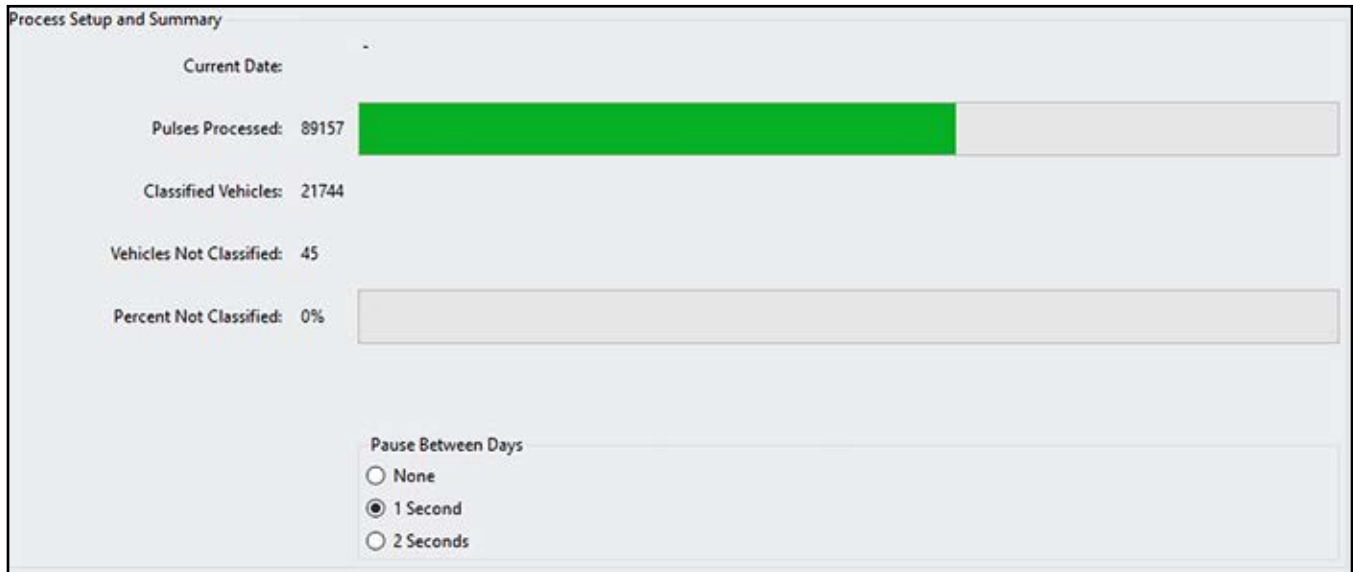 Process Setup and Summary
-
Current Date:
Pulses Processed: 89157
Classified Vehicles: 21744
Vehicles Not Classified: 45
Percent Not Classified: 0%
Pause Between Days
None
1 Second
2 Seconds